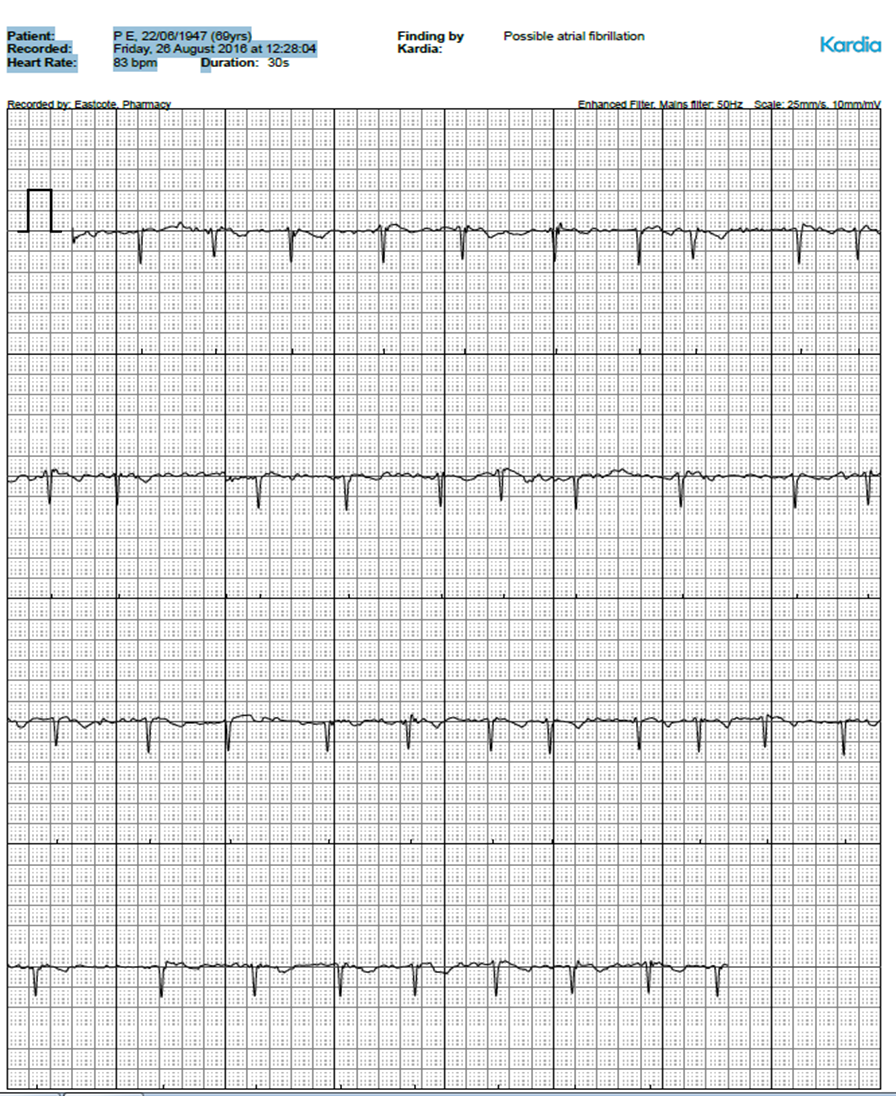 Patient: P E, 22/06/1947 (69yrs) Finding by Kardia: Possible atrial fibrillation
Recorded: Friday, 26 August 2016 at 12:28:04
Heart Rate: 83 bpm Duration: 30s
Kardia
Recorded by: Eastcote, Pharmacy Enhanced Filter, Mains filter: 50Hz Scale: 25mm/s, 10mm/mV